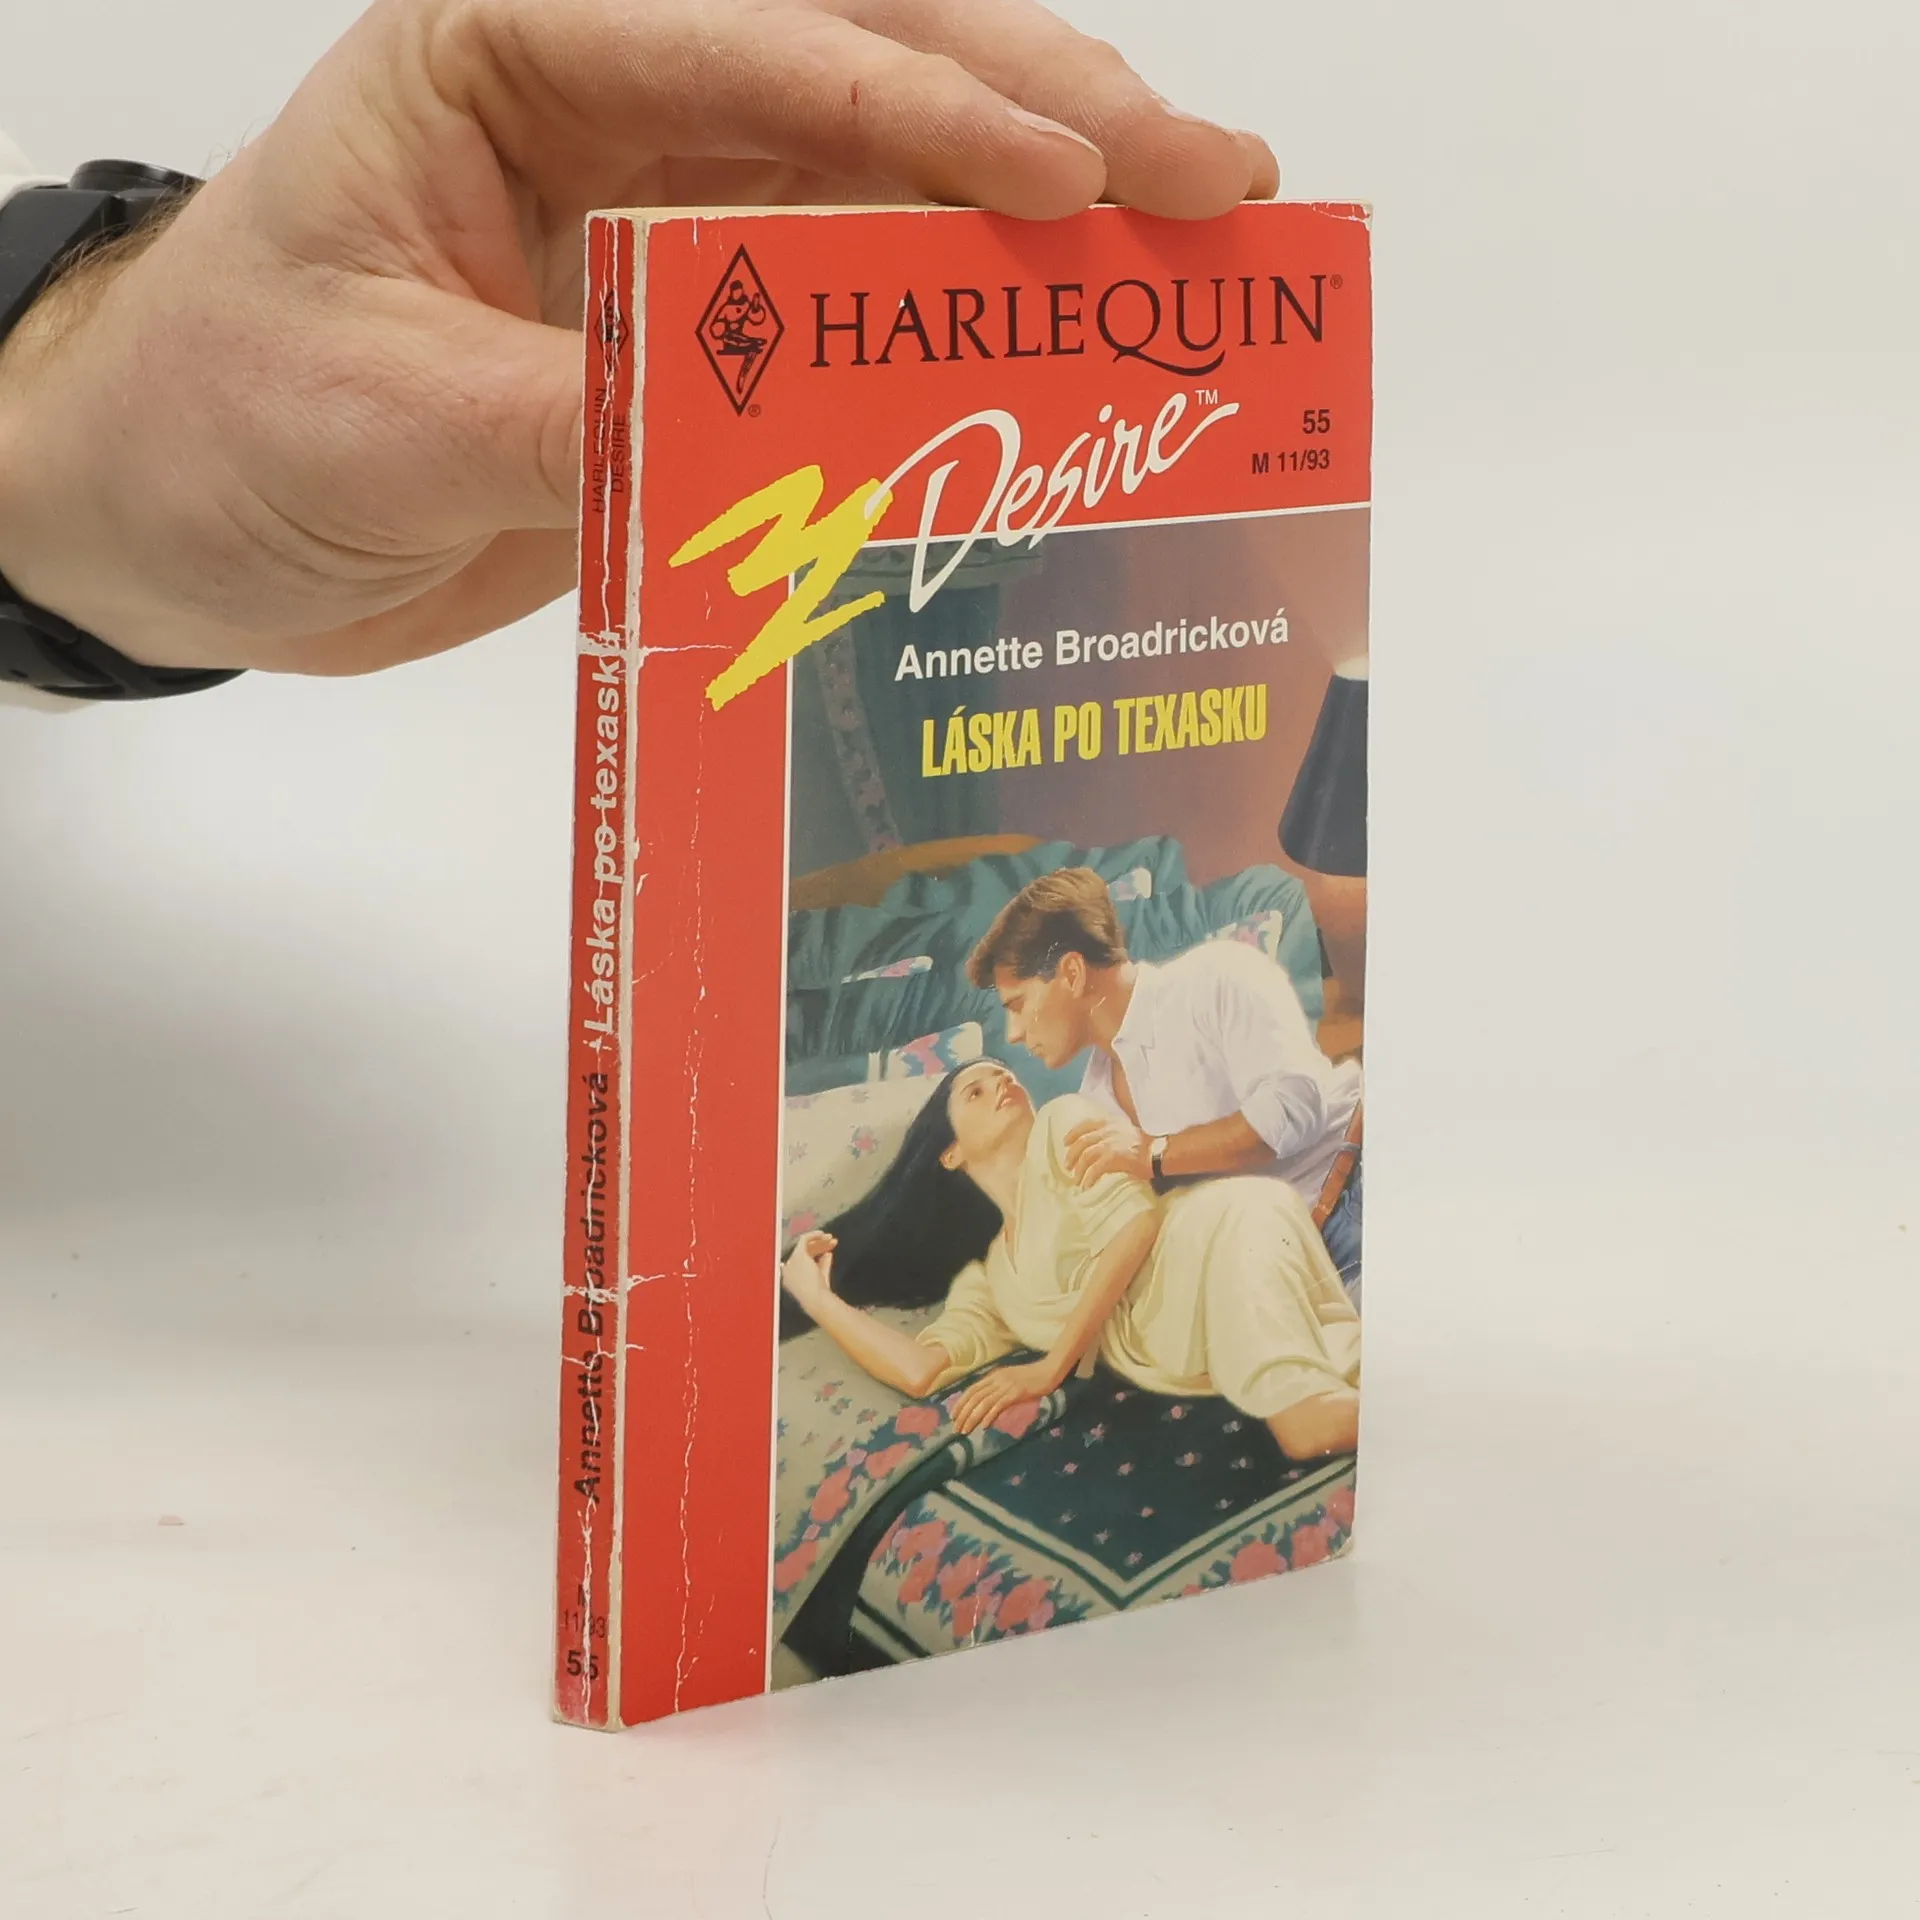 HARLEQUIN®
Desire™
55
M 11/93
Annette Broadricková
LÁSKA PO TEXASKU
HARLEQUIN
DESIRE
Annette Broadricková / Láska po texasku
11/93
55